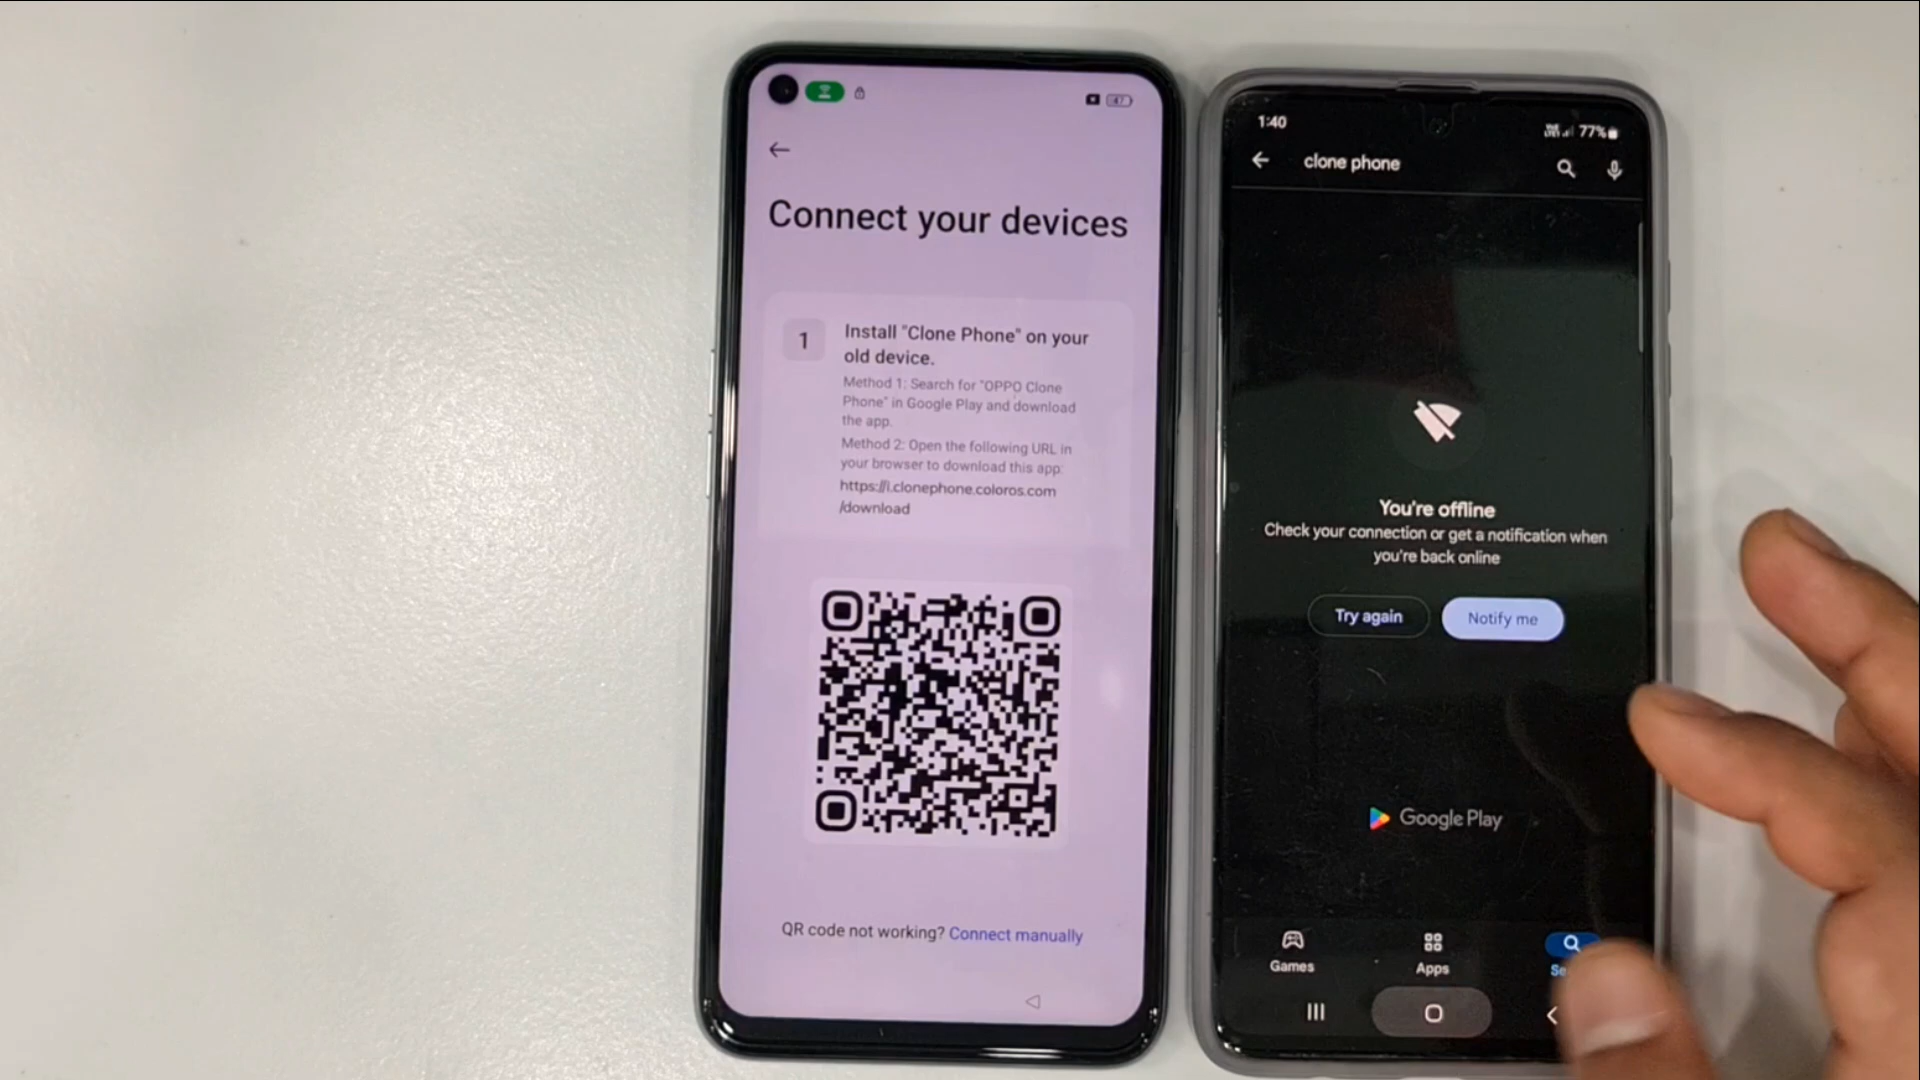 Connect your devices
1
Install "Clone Phone" on your
old device.
Method 1: Search for "OPPO Clone
Phone" in Google Play and download
the app.
Method 2: Open the following URL in
your browser to download this app:
https://i.clonephone.coloros.com
/download
QR code not working? Connect manually
1:40
77%
clone phone
You're offline
Check your connection or get a notification when
you're back online
Try again
Notify me
Google Play
Games
Apps
Se